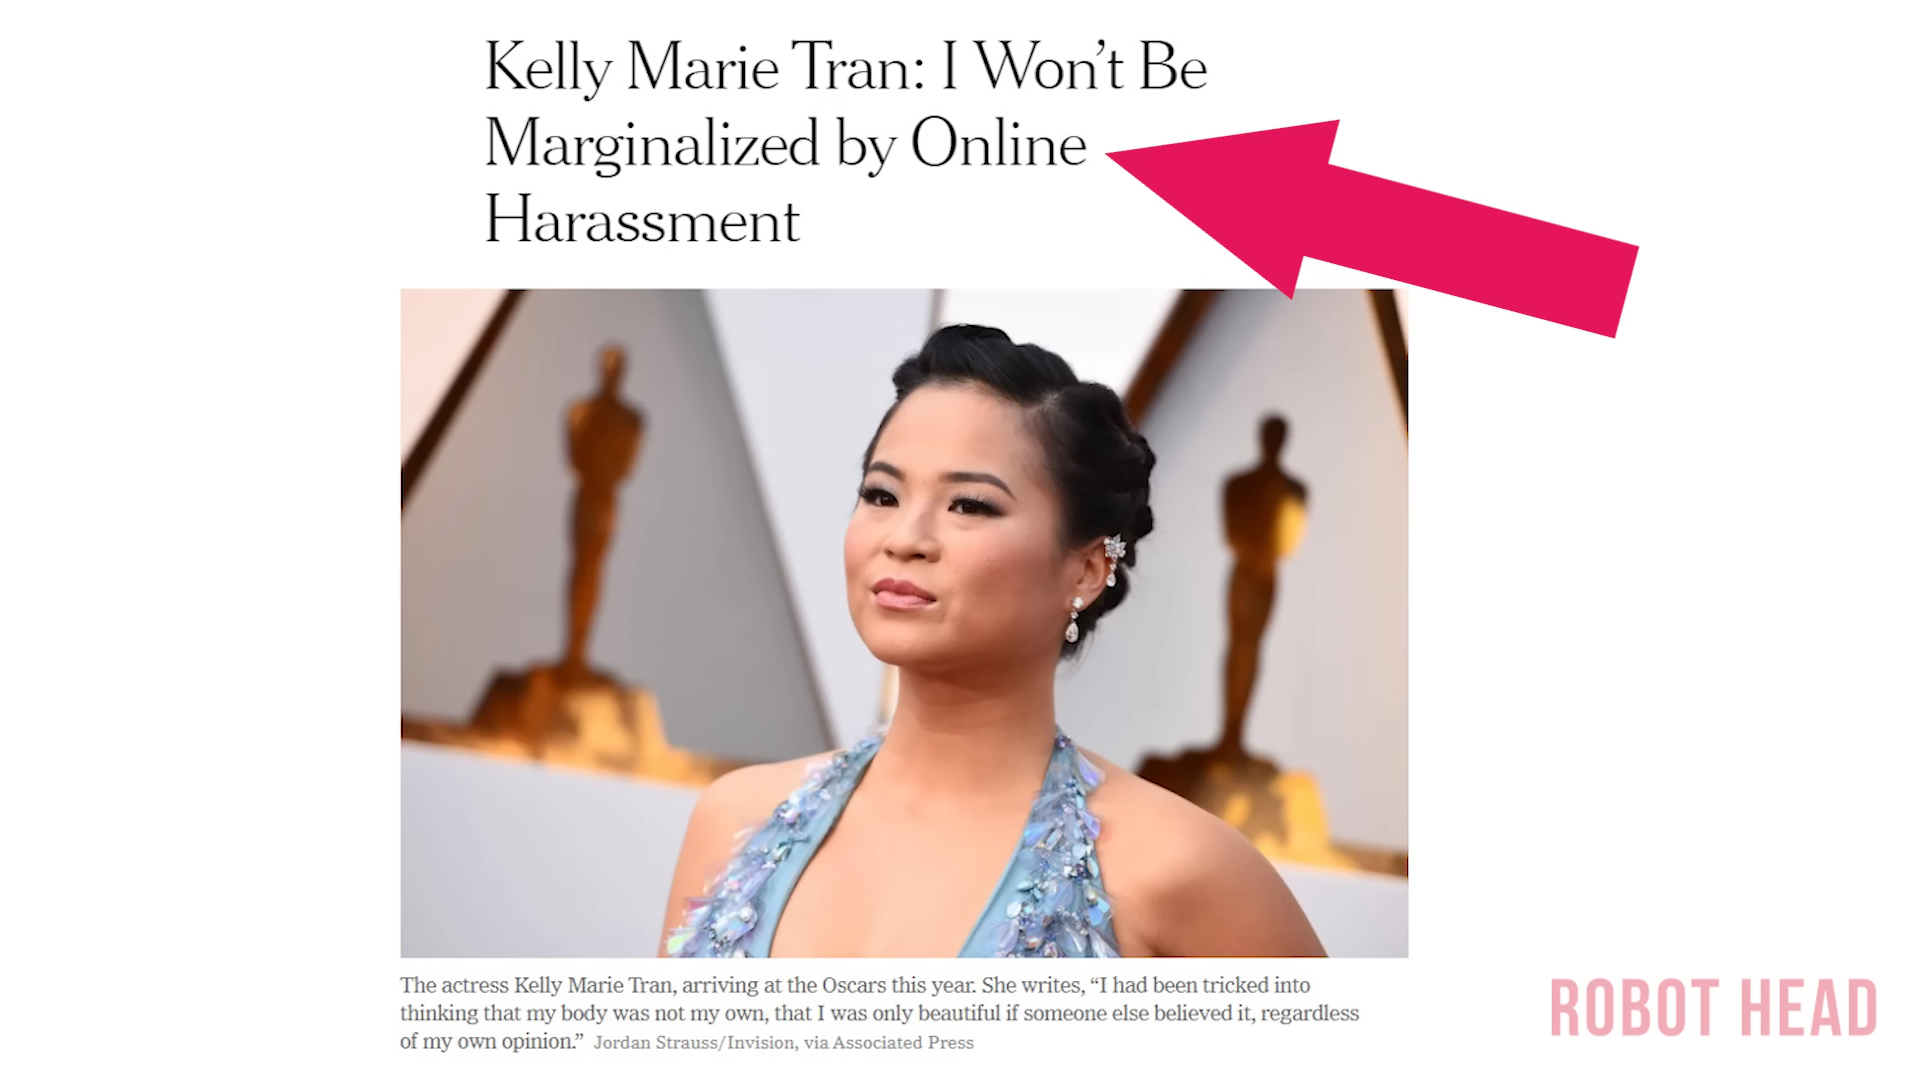 Kelly Marie Tran: I Won’t Be
Marginalized by Online
Harassment
The actress Kelly Marie Tran, arriving at the Oscars this year. She writes, “I had been tricked into
thinking that my body was not my own, that I was only beautiful if someone else believed it, regardless
of my own opinion.” Jordan Strauss/Invision, via Associated Press
ROBOT HEAD